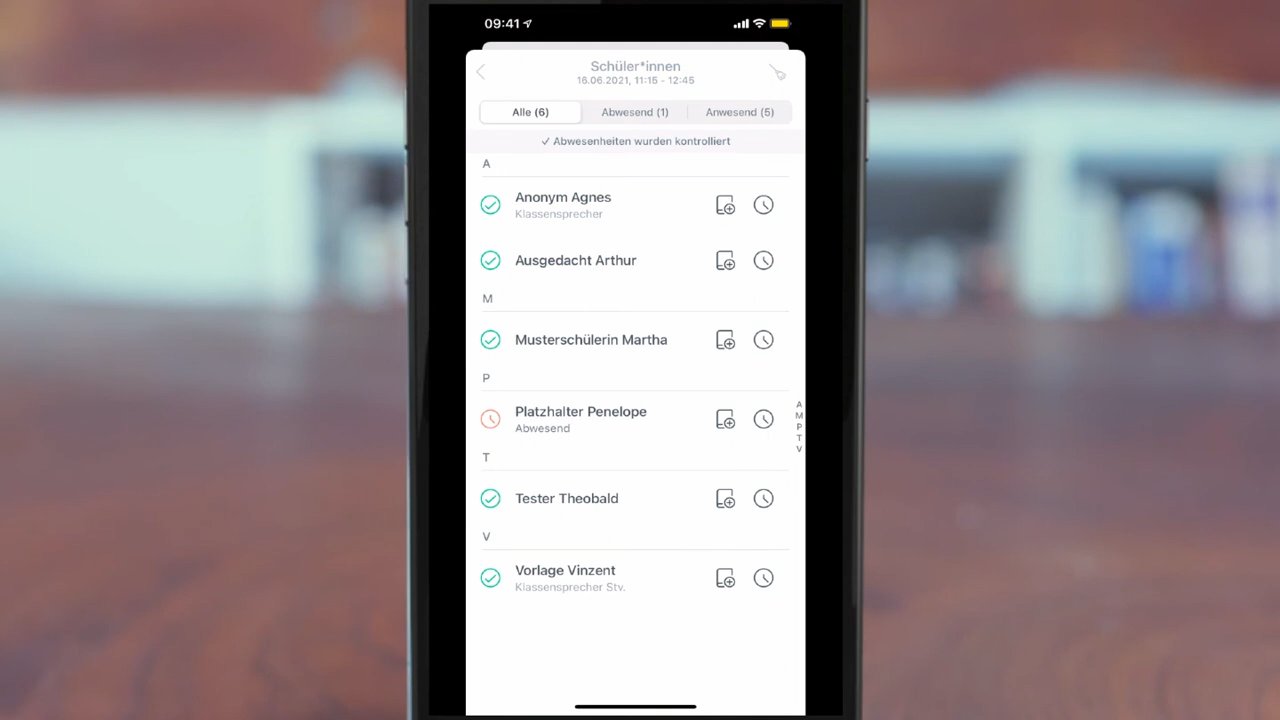 09:41
Schüler*innen
16.06.2021, 11:15 - 12:45
Alle (6) Abwesend (1) Anwesend (5)
✓ Abwesenheiten wurden kontrolliert
A
Anonym Agnes
Klassensprecher
Ausgedacht Arthur
M
Musterschülerin Martha
P
Platzhalter Penelope
Abwesend
T
Tester Theobald
V
Vorlage Vinzent
Klassensprecher Stv.
A
M
P
T
V